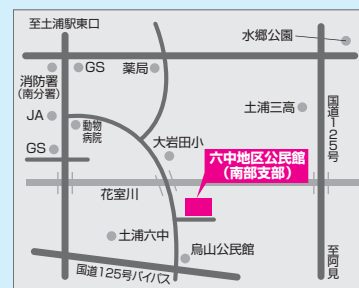 至土浦駅東口
水郷公園
消防署
(南分署)
GS
薬局
JA
動物
病院
土浦三高
国道125号
大岩田小
GS
六中地区公民館
(南部支部)
花室川
土浦六中
烏山公民館
国道125号バイパス
至阿見